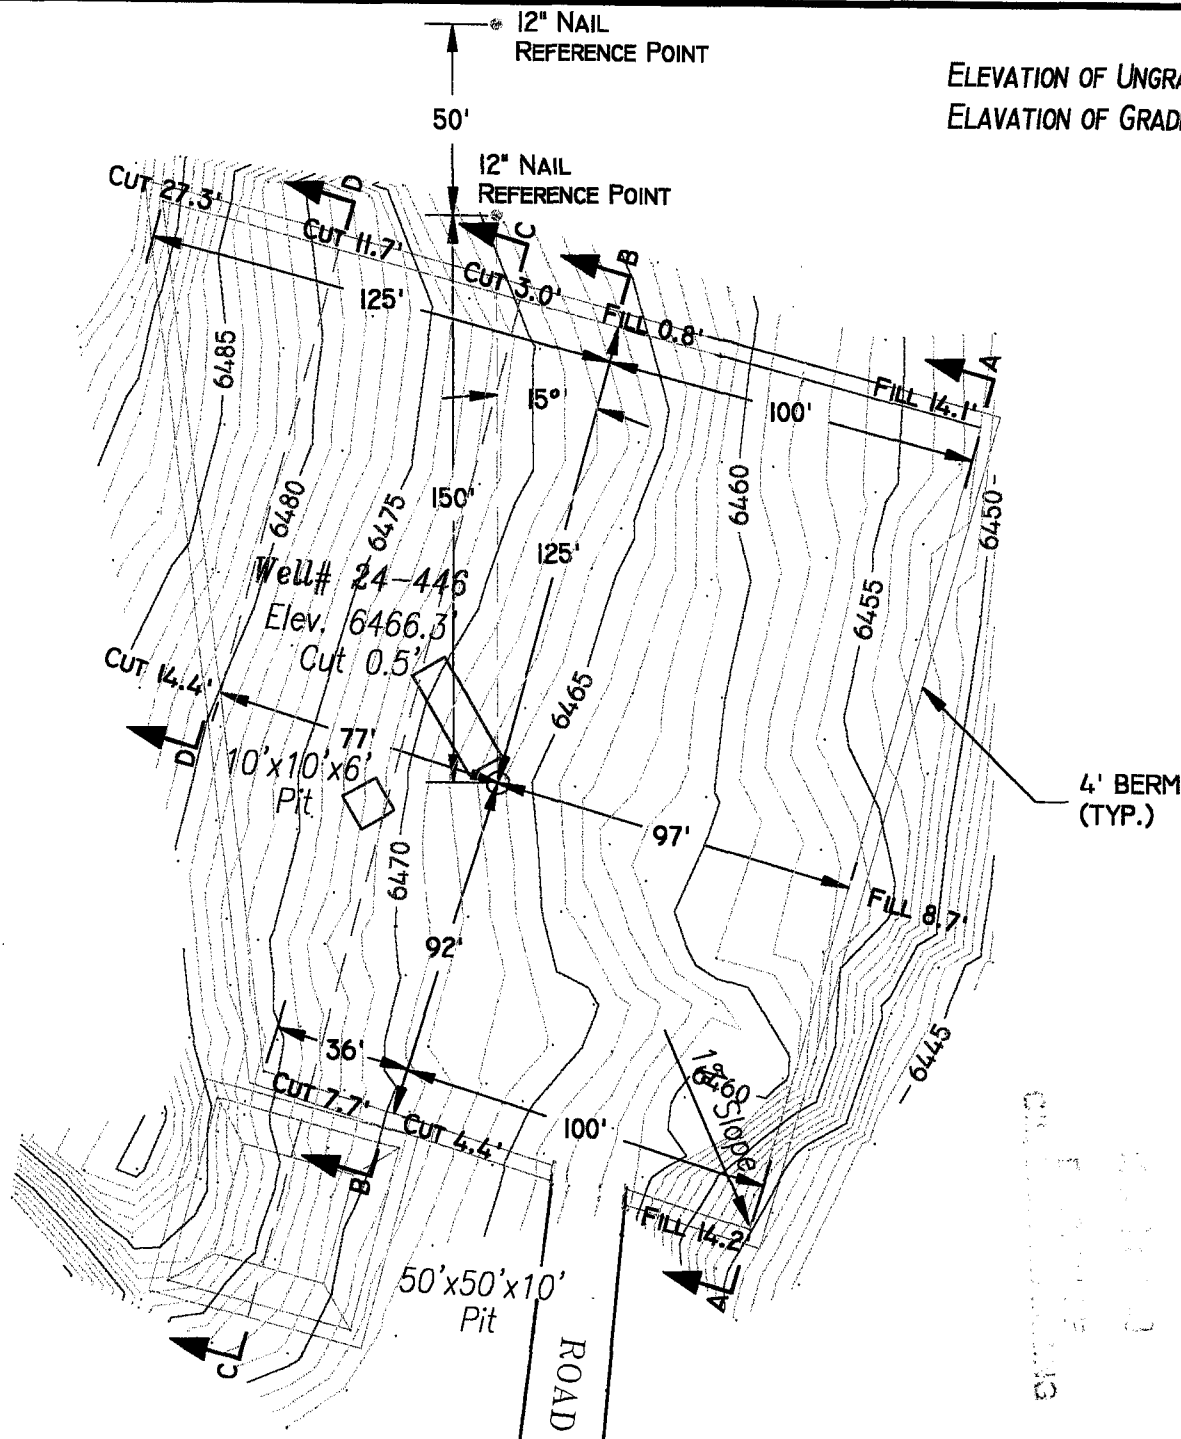 12" NAIL
REFERENCE POINT
ELEVATION OF
ELAVATION OF
50'
12" NAIL
REFERENCE POINT
CUT 27.3'
D
CUT 11.7'
C
CUT 3.0'
B
125'
FILL 0.8'
A
FILL 14.1'
6485
15°
100'
6480
6475
150'
6460
6450
125'
Well# 24-446
Elev. 6466.3'
Cut 0.5'
6455
CUT 14.4'
6465
D
77'
10'x10'x6'
Pit
4' BERM
(TYP.)
97'
6470
FILL 8.7'
92'
36'
1% Slope
6460
6445
CUT 7.7'
CUT 4.4'
100'
B
FILL 14.2'
50'x50'x10'
Pit
A
C
ROAD